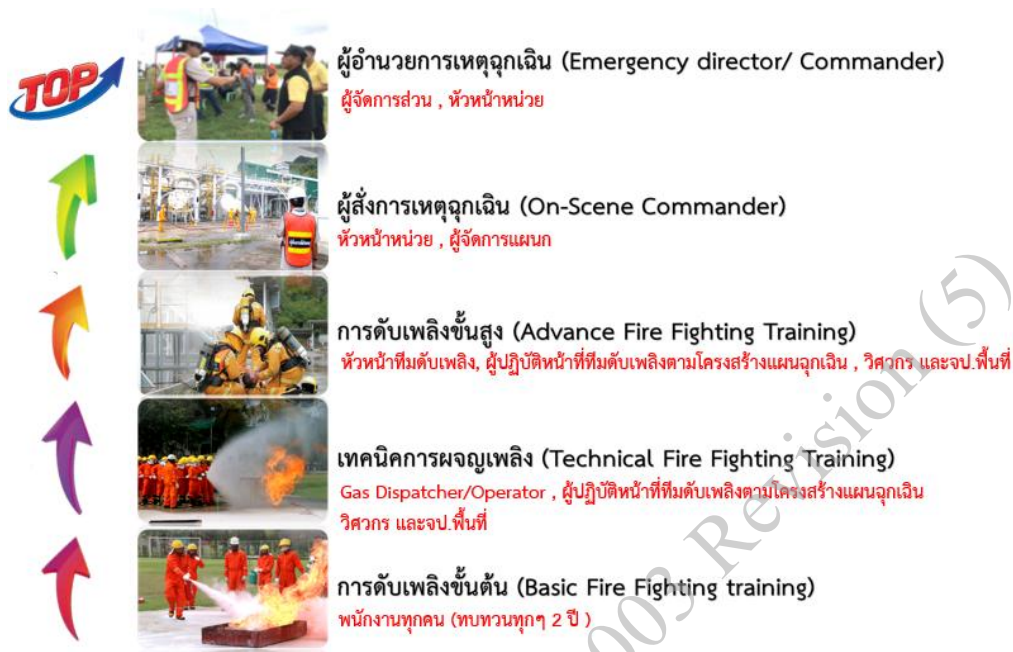 TOP
ผู้อำนวยการเหตุฉุกเฉิน (Emergency director/ Commander)
ผู้จัดการส่วน , หัวหน้าหน่วย
ผู้สั่งการเหตุฉุกเฉิน (On-Scene Commander)
หัวหน้าหน่วย , ผู้จัดการแผนก
การดับเพลิงขั้นสูง (Advance Fire Fighting Training)
หัวหน้าทีมดับเพลิง, ผู้ปฏิบัติหน้าที่ทีมดับเพลิงตามโครงสร้างแผนฉุกเฉิน , วิศวกร และจป.พื้นที่
เทคนิคการผจญเพลิง (Technical Fire Fighting Training)
Gas Dispatcher/Operator , ผู้ปฏิบัติหน้าที่ทีมดับเพลิงตามโครงสร้างแผนฉุกเฉิน
วิศวกร และจป.พื้นที่
การดับเพลิงขั้นต้น (Basic Fire Fighting training)
พนักงานทุกคน (ทบทวนทุกๆ 2 ปี )
003 Revision (5)